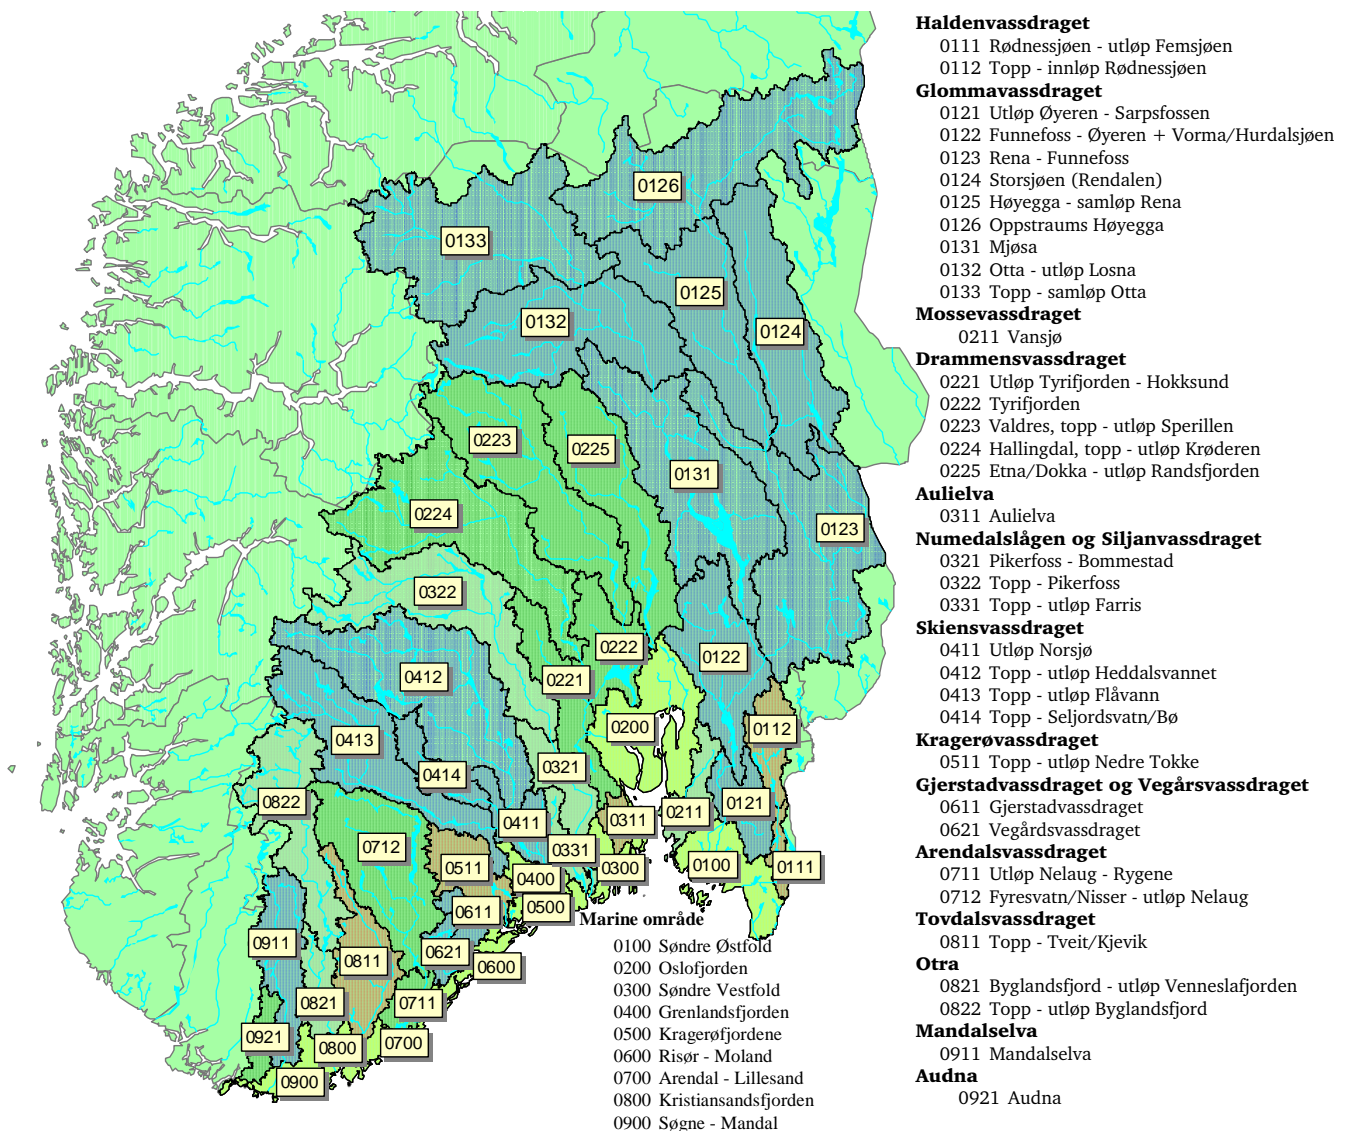 Haldenvassdraget
0111 Rødnessjøen - utløp Femsjøen
0112 Topp - innløp Rødnessjøen
Glommavassdraget
0121 Utløp Øyeren - Sarpsfossen
0122 Funnefoss - Øyeren + Vorma/Hurdalsjøen
0123 Rena - Funnefoss
0124 Storsjøen (Rendalen)
0125 Høyegga - samløp Rena
0126 Oppstraums Høyegga
0131 Mjøsa
0132 Otta - utløp Losna
0133 Topp - samløp Otta
Mossevassdraget
0211 Vansjø
Drammensvassdraget
0221 Utløp Tyrifjorden - Hokksund
0222 Tyrifjorden
0223 Valdres, topp - utløp Sperillen
0224 Hallingdal, topp - utløp Krøderen
0225 Etna/Dokka - utløp Randsfjorden
Aulielva
0311 Aulielva
Numedalslågen og Siljanvassdraget
0321 Pikerfoss - Bommestad
0322 Topp - Pikerfoss
0331 Topp - utløp Farris
Skiensvassdraget
0411 Utløp Norsjø
0412 Topp - utløp Heddalsvannet
0413 Topp - utløp Flåvann
0414 Topp - Seljordsvatn/Bø
Kragerøvassdraget
0511 Topp - utløp Nedre Tokke
Gjerstadvassdraget og Vegårsvassdraget
0611 Gjerstadvassdraget
0621 Vegårdsvassdraget
Arendalsvassdraget
0711 Utløp Nelaug - Rygene
0712 Fyresvatn/Nisser - utløp Nelaug
Tovdalsvassdraget
0811 Topp - Tveit/Kjevik
Otra
0821 Byglandsfjord - utløp Venneslafjorden
0822 Topp - utløp Byglandsfjord
Mandalselva
0911 Mandalselva
Audna
0921 Audna
Marine område
0100 Søndre Østfold
0200 Oslofjorden
0300 Søndre Vestfold
0400 Grenlandsfjorden
0500 Kragerøfjordene
0600 Risør - Moland
0700 Arendal - Lillesand
0800 Kristiansandsfjorden
0900 Søgne - Mandal
0126
0133
0125
0132
0124
0223
0225
0131
0224
0123
0322
0222
0122
0412
0221
0200
0112
0413
0321
0414
0822
0121
0211
0311
0411
0712
0331
0511
0300
0100
0111
0400
0500
0611
0911
0621
0811
0600
0821
0711
0921
0700
0800
0900